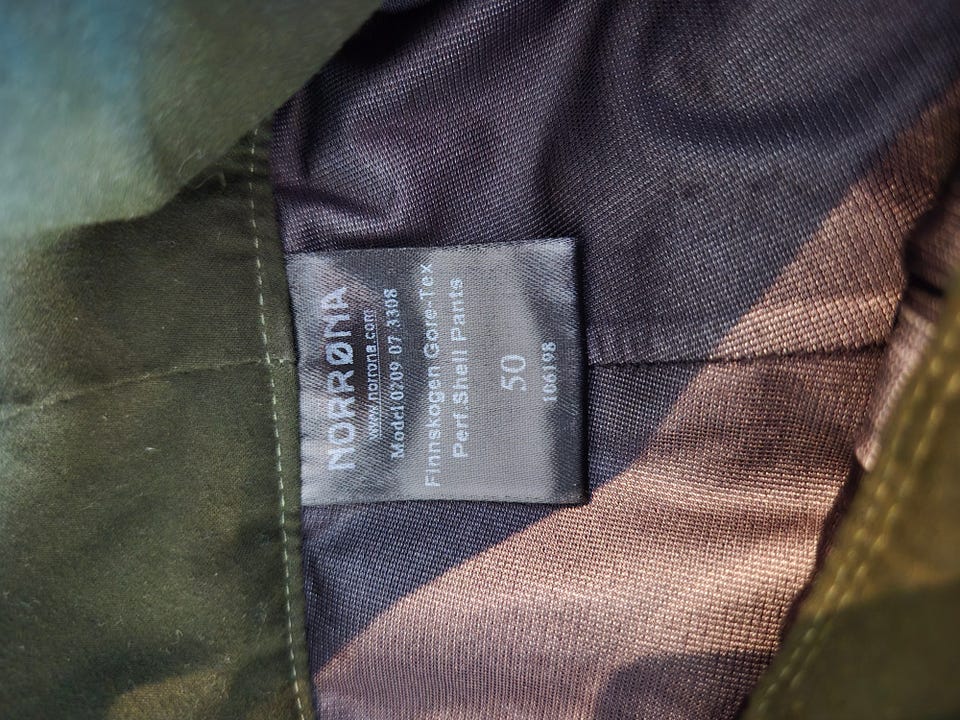 NORRØNA
www.norrona.com
Model 0209 07 3308
Finnskogen Gore-Tex
Perf.Shell Pants
50
106198